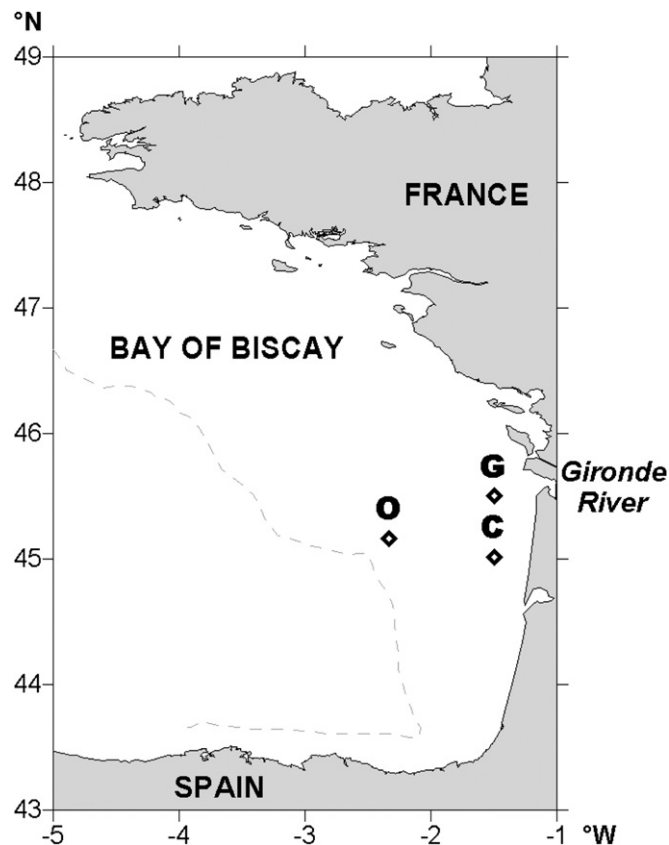 °N
49
48
FRANCE
47
BAY OF BISCAY
46
G
Gironde
River
O
C
45
44
SPAIN
43
-5 -4 -3 -2 -1
°W